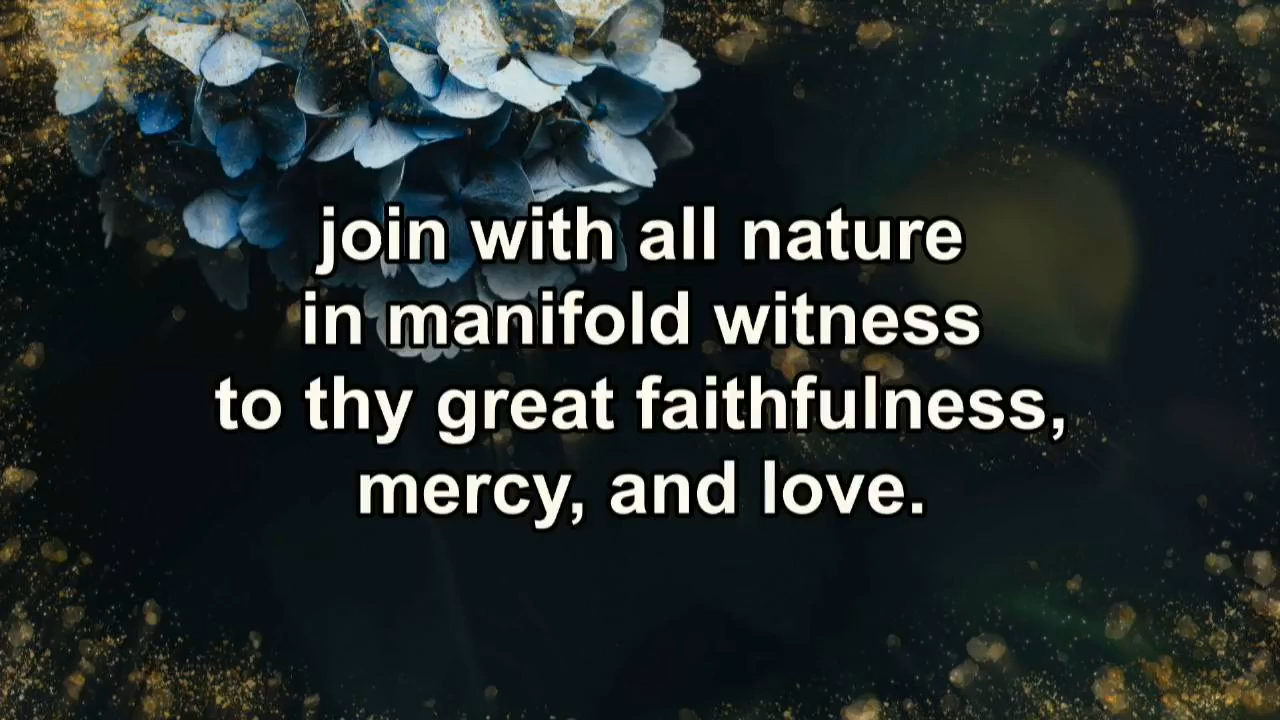 join with all nature
in manifold witness
to thy great faithfulness,
mercy, and love.